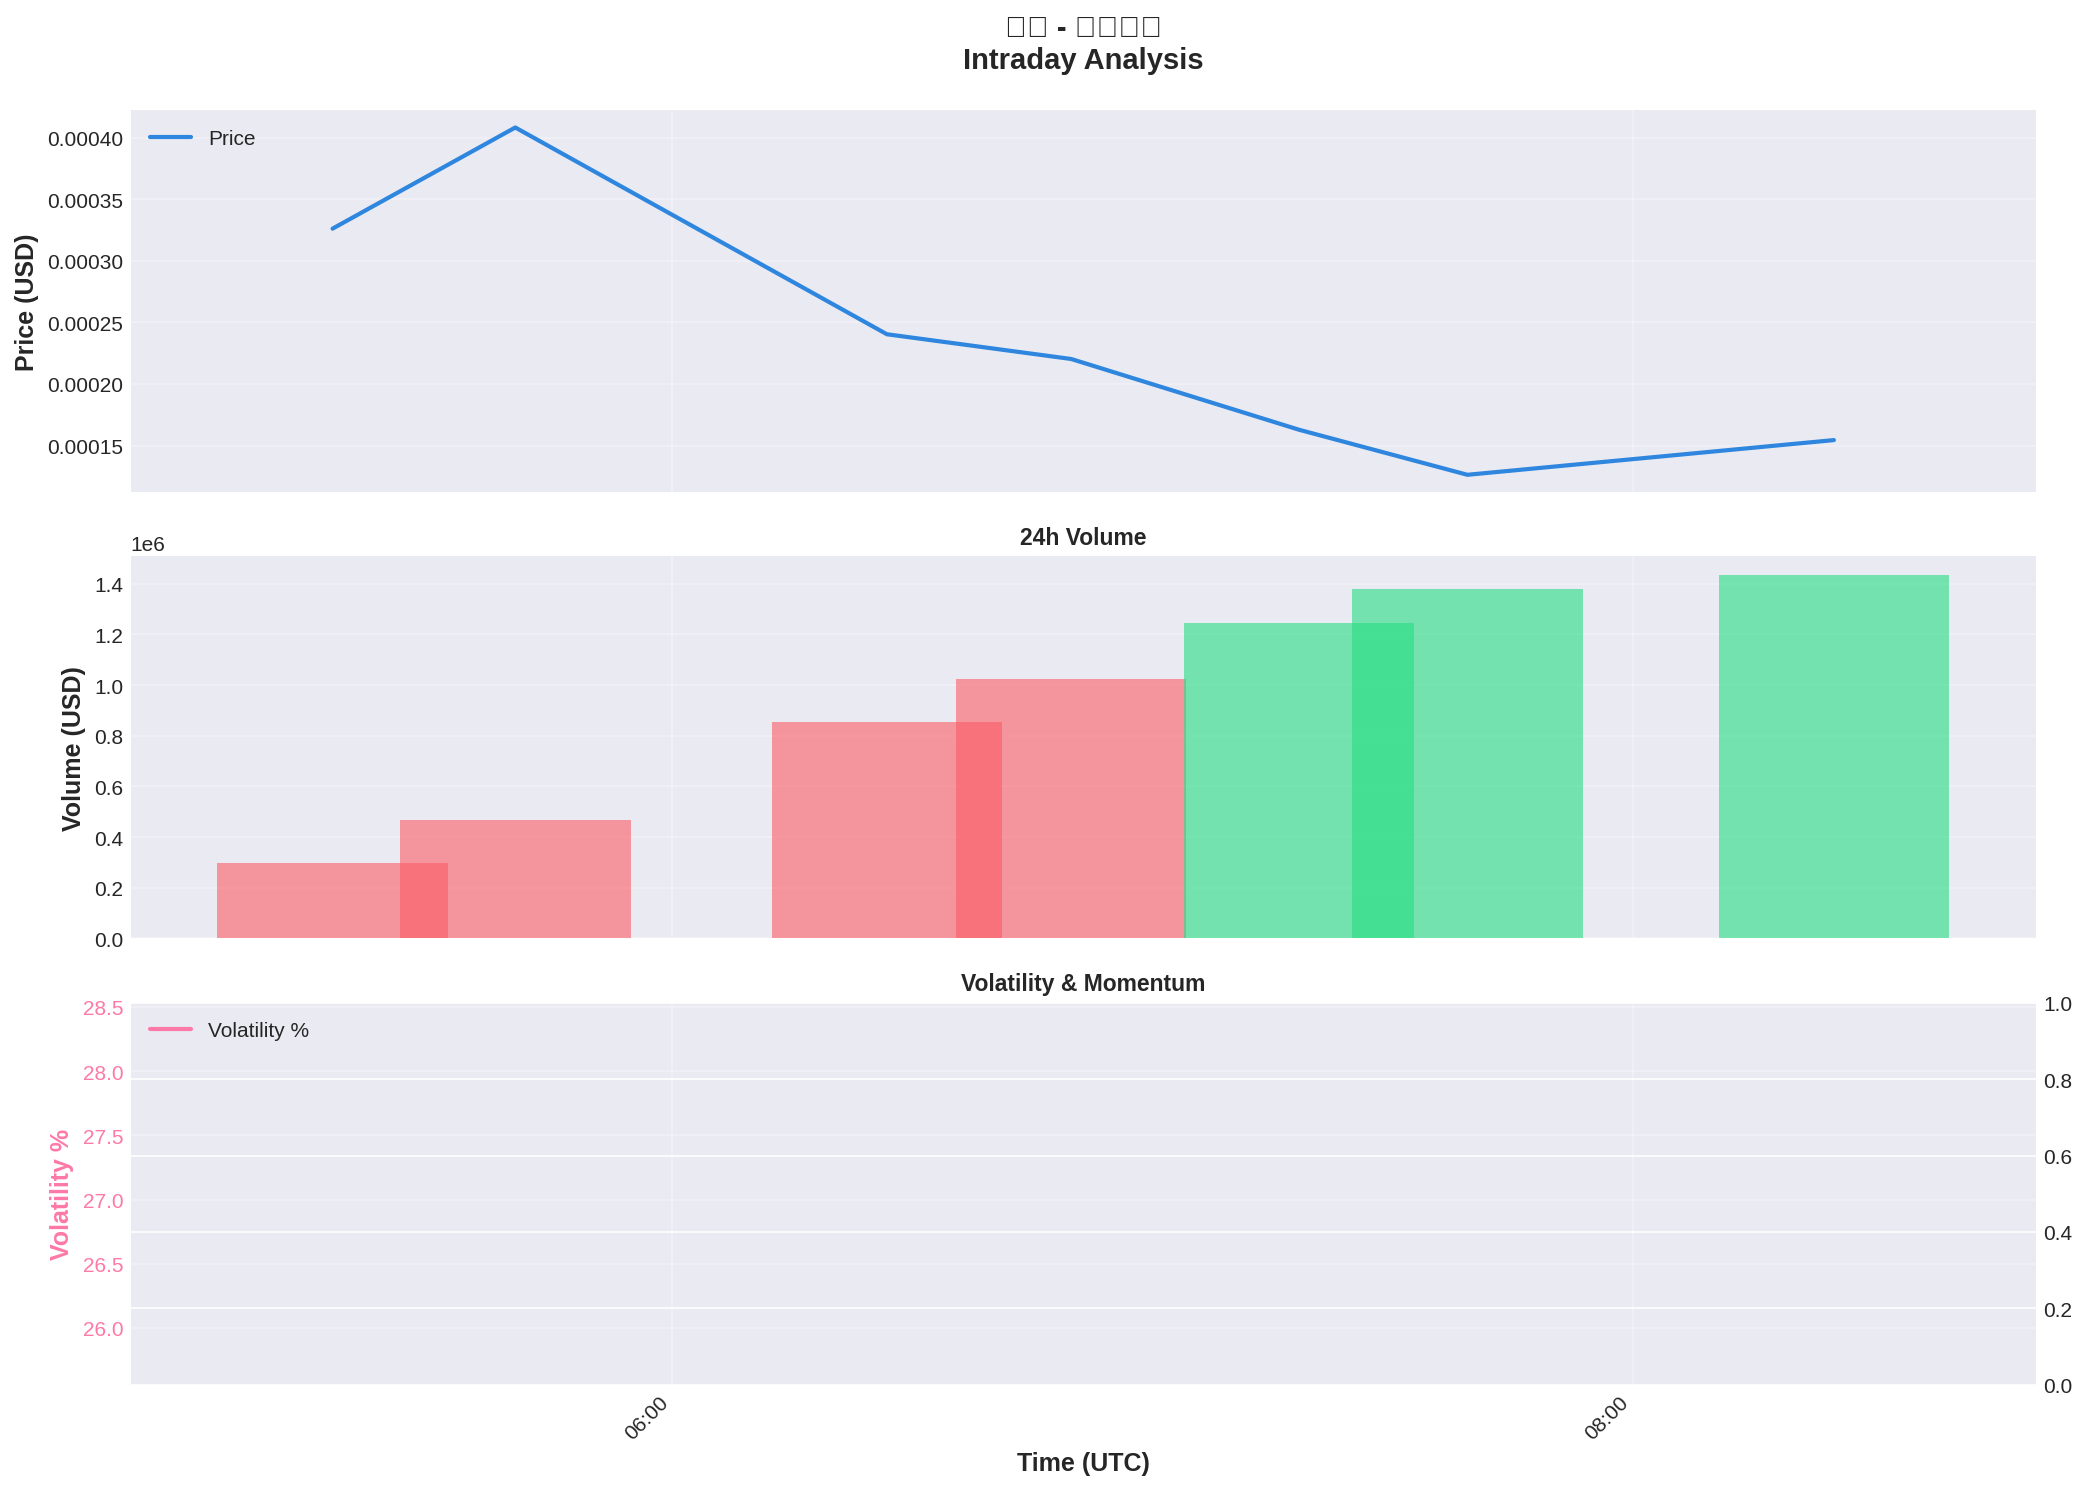 Intraday Analysis
Price
0.00040
0.00035
0.00030
0.00025
0.00020
0.00015
Price (USD)
24h Volume
1e6
1.4
1.2
1.0
0.8
0.6
0.4
0.2
0.0
Volume (USD)
Volatility & Momentum
Volatility %
28.5
28.0
27.5
27.0
26.5
26.0
Volatility %
1.0
0.8
0.6
0.4
0.2
0.0
06:00
08:00
Time (UTC)